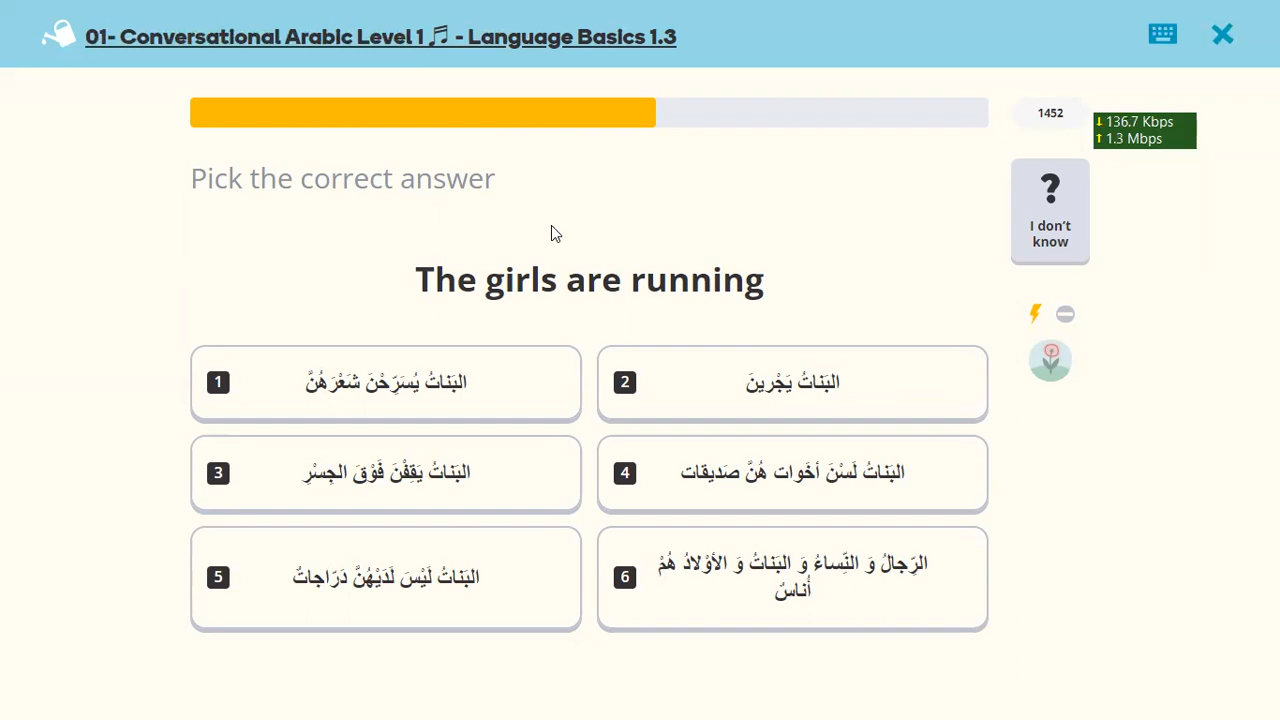 01- Conversational Arabic Level 1 🎵 - Language Basics 1.3
1452
136.7 Kbps
1.3 Mbps
Pick the correct answer
?
I don't
know
The girls are running
1 البَناتُ يُسَرِّحْنَ شَعْرَهُنَّ
2 البَناتُ يَجْرينَ
3 البَناتُ يَقِفْنَ فَوْقَ الجِسْرِ
4 البَناتُ لَسْنَ أخَوات هُنَّ صَديقات
5 البَناتُ لَيْسَ لَدَيْهُنَّ دَرّاجاتٌ
6 الرِّجالُ وَ النِّساءُ وَ البَناتُ وَ الأوْلادُ هُمْ
أُناسٌ